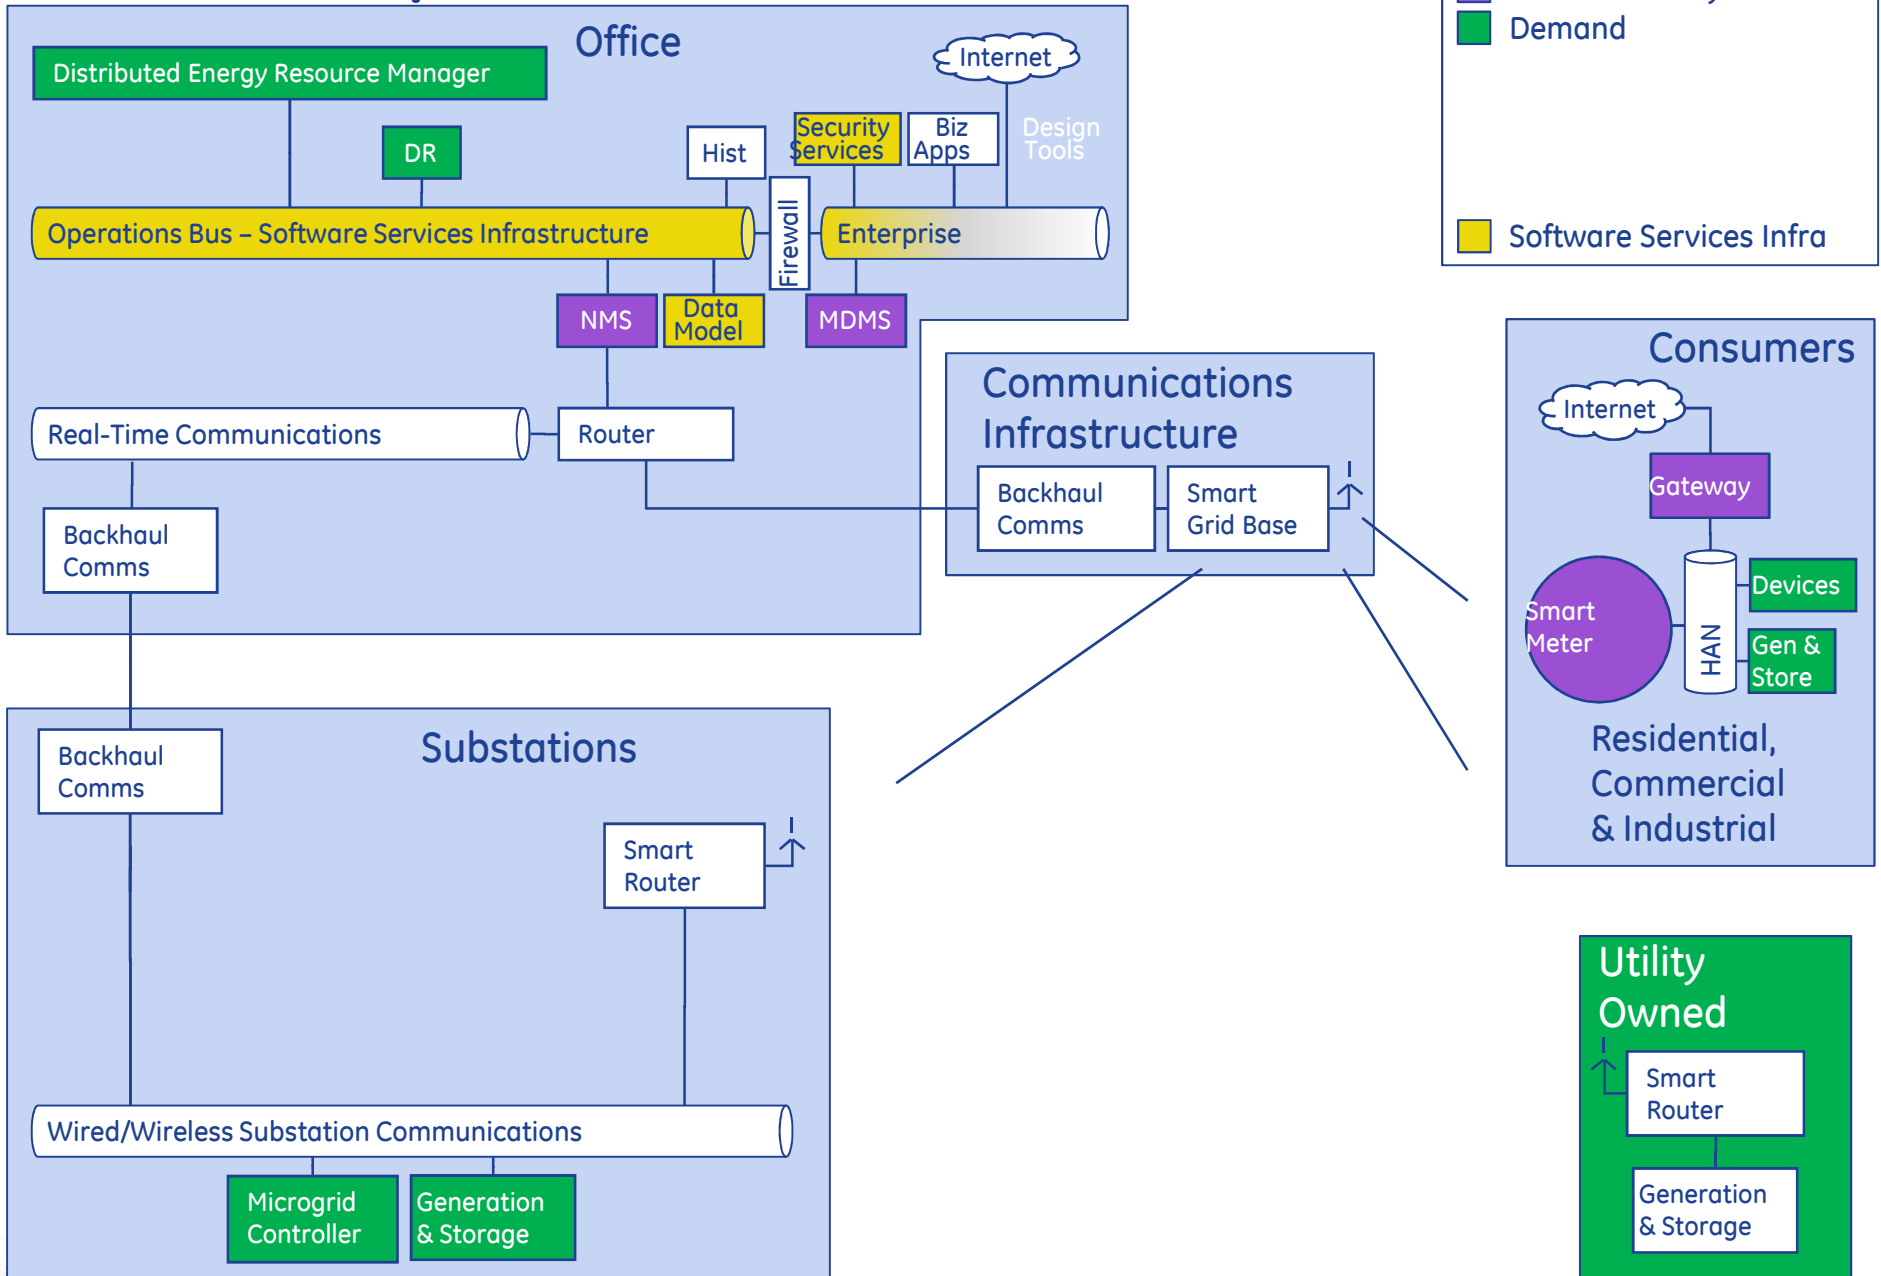 Office
Distributed Energy Resource Manager
Internet
DR
Hist
Security
Services
Biz
Apps
Design
Tools
Operations Bus – Software Services Infrastructure
Firewall
Enterprise
NMS
Data
Model
MDMS
Real-Time Communications
Router
Backhaul
Comms
Demand
Software Services Infra
Communications
Infrastructure
Backhaul
Comms
Smart
Grid Base
Consumers
Internet
Gateway
Devices
Smart
Meter
HAN
Gen &
Store
Residential,
Commercial
& Industrial
Substations
Backhaul
Comms
Smart
Router
Wired/Wireless Substation Communications
Microgrid
Controller
Generation
& Storage
Utility
Owned
Smart
Router
Generation
& Storage